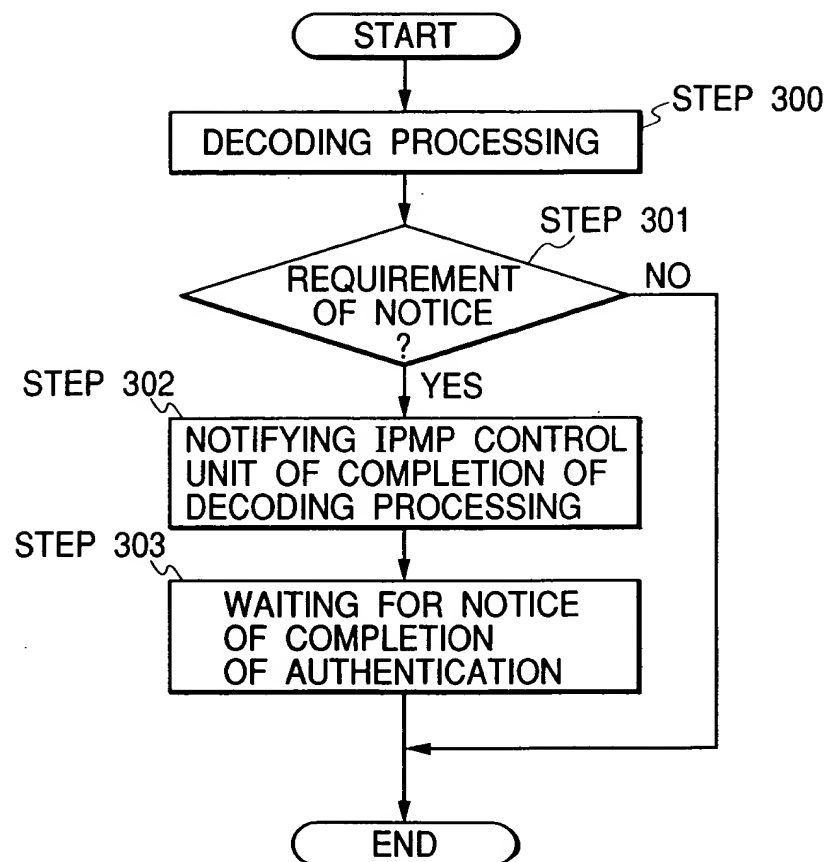 START
STEP 300
DECODING PROCESSING
STEP 301
REQUIREMENT
OF NOTICE
?
NO
YES
STEP 302
NOTIFYING IPMP CONTROL
UNIT OF COMPLETION OF
DECODING PROCESSING
STEP 303
WAITING FOR NOTICE
OF COMPLETION
OF AUTHENTICATION
END